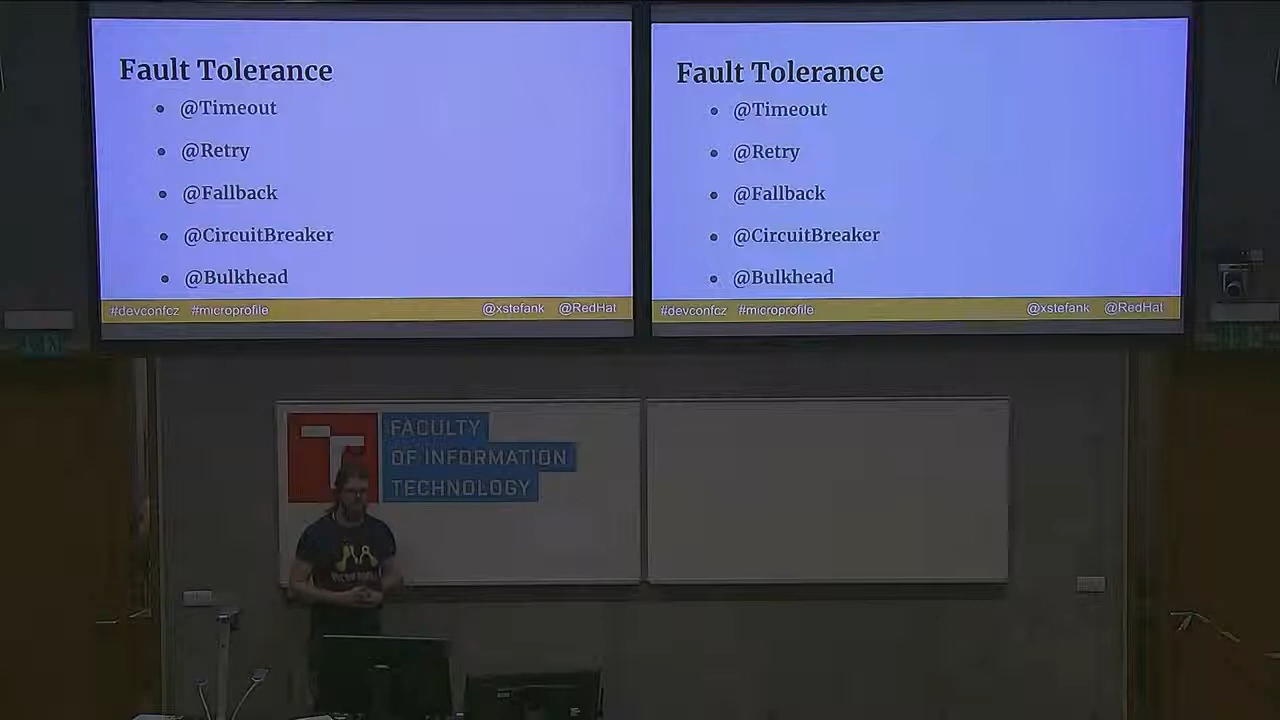 Fault Tolerance
@Timeout
@Retry
@Fallback
@CircuitBreaker
@Bulkhead
#devconfcz #microprofile @xstefank @RedHat
Fault Tolerance
@Timeout
@Retry
@Fallback
@CircuitBreaker
@Bulkhead
#devconfcz #microprofile @xstefank @RedHat
FACULTY
OF INFORMATION
TECHNOLOGY